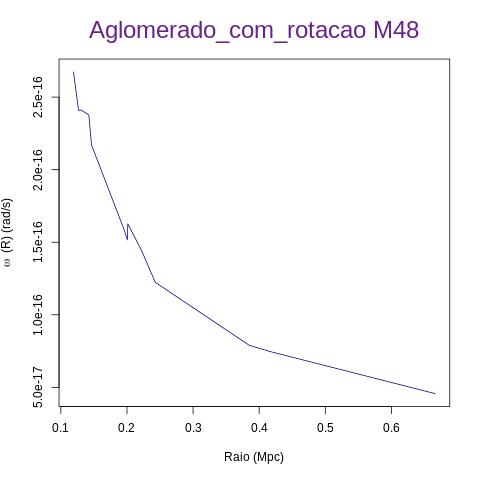 Aglomerado_com_rotacao M48
2.5e-16
2.0e-16
1.5e-16
1.0e-16
5.0e-17
ω (R) (rad/s)
0.1 0.2 0.3 0.4 0.5 0.6
Raio (Mpc)